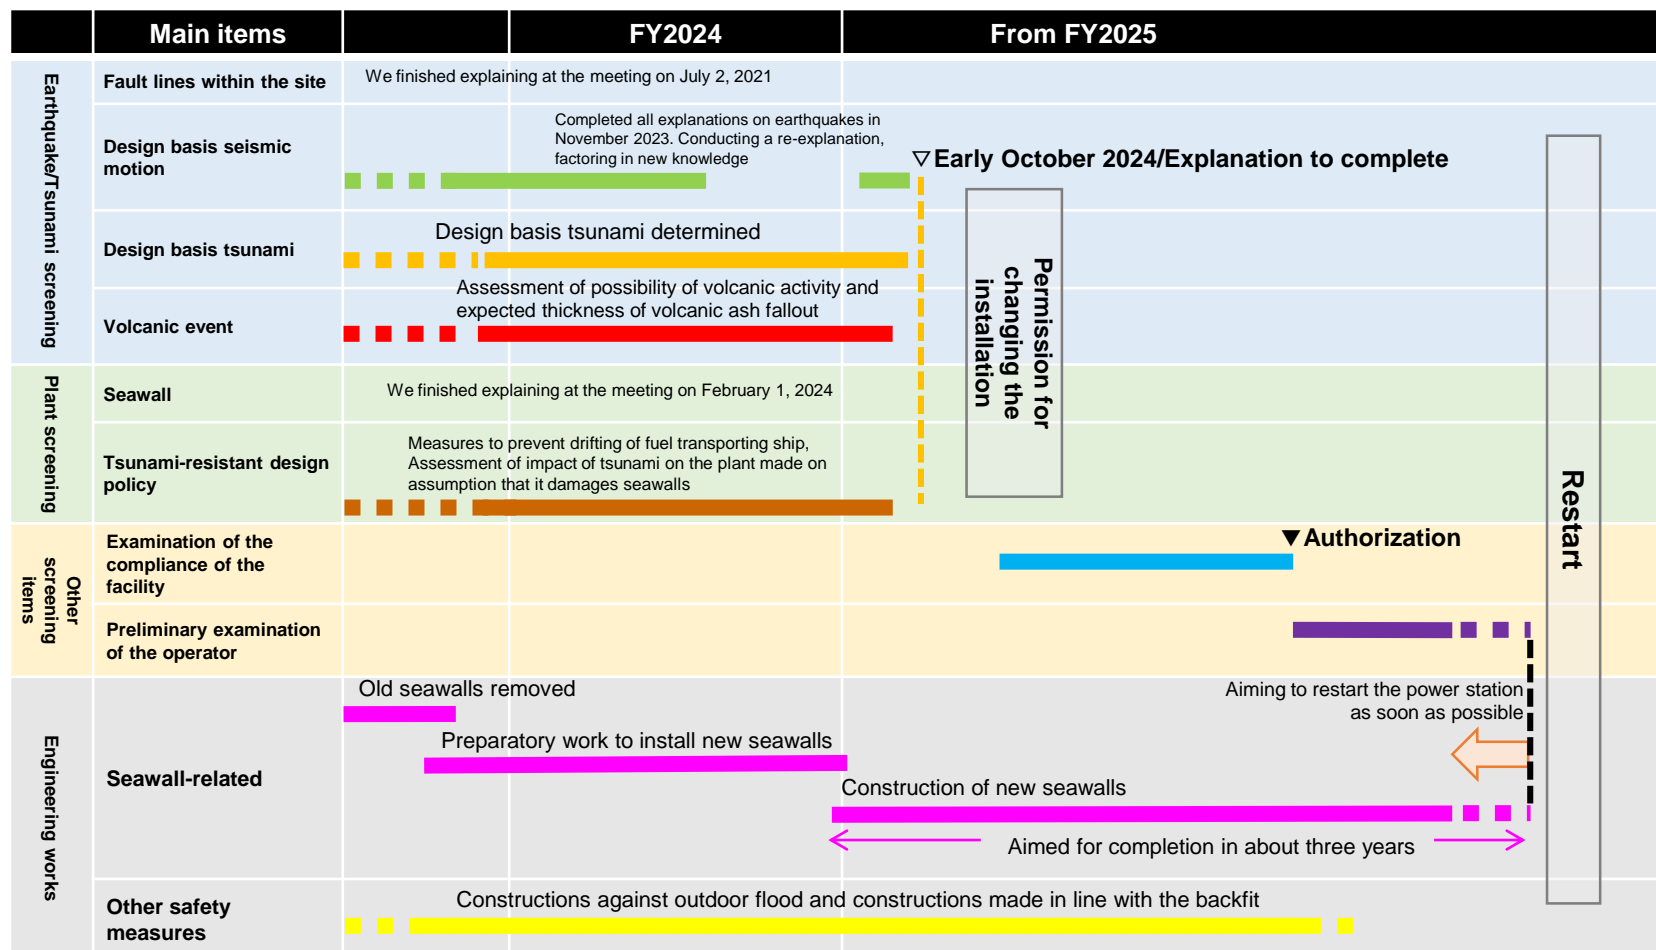 Main items
FY2024
From FY2025
Earthquake/Tsunami screening
Fault lines within the site
We finished explaining at the meeting on July 2, 2021
Design basis seismic
motion
Completed all explanations on earthquakes in
November 2023. Conducting a re-explanation,
factoring in new knowledge
▽Early October 2024/Explanation to complete
Design basis tsunami
Design basis tsunami determined
Volcanic event
Assessment of possibility of volcanic activity and
expected thickness of volcanic ash fallout
Permission for
changing the
installation
Restart
Plant screening
Seawall
We finished explaining at the meeting on February 1, 2024
Tsunami-resistant design
policy
Measures to prevent drifting of fuel transporting ship,
Assessment of impact of tsunami on the plant made on
assumption that it damages seawalls
Other
screening
items
Examination of the
compliance of the
facility
▼Authorization
Preliminary examination
of the operator
Engineering works
Seawall-related
Old seawalls removed
Aiming to restart the power station
as soon as possible
Preparatory work to install new seawalls
Construction of new seawalls
Aimed for completion in about three years
Other safety
measures
Constructions against outdoor flood and constructions made in line with the backfit